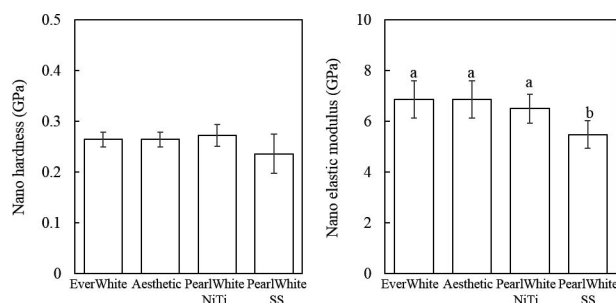 Nano hardness (GPa)
0.5
0.4
0.3
0.2
0.1
0
EverWhite
Aesthetic
PearlWhite
NiTi
PearlWhite
SS
Nano elastic modulus (GPa)
10
8
6
4
2
0
a
a
a
b
EverWhite
Aesthetic
PearlWhite
NiTi
PearlWhite
SS